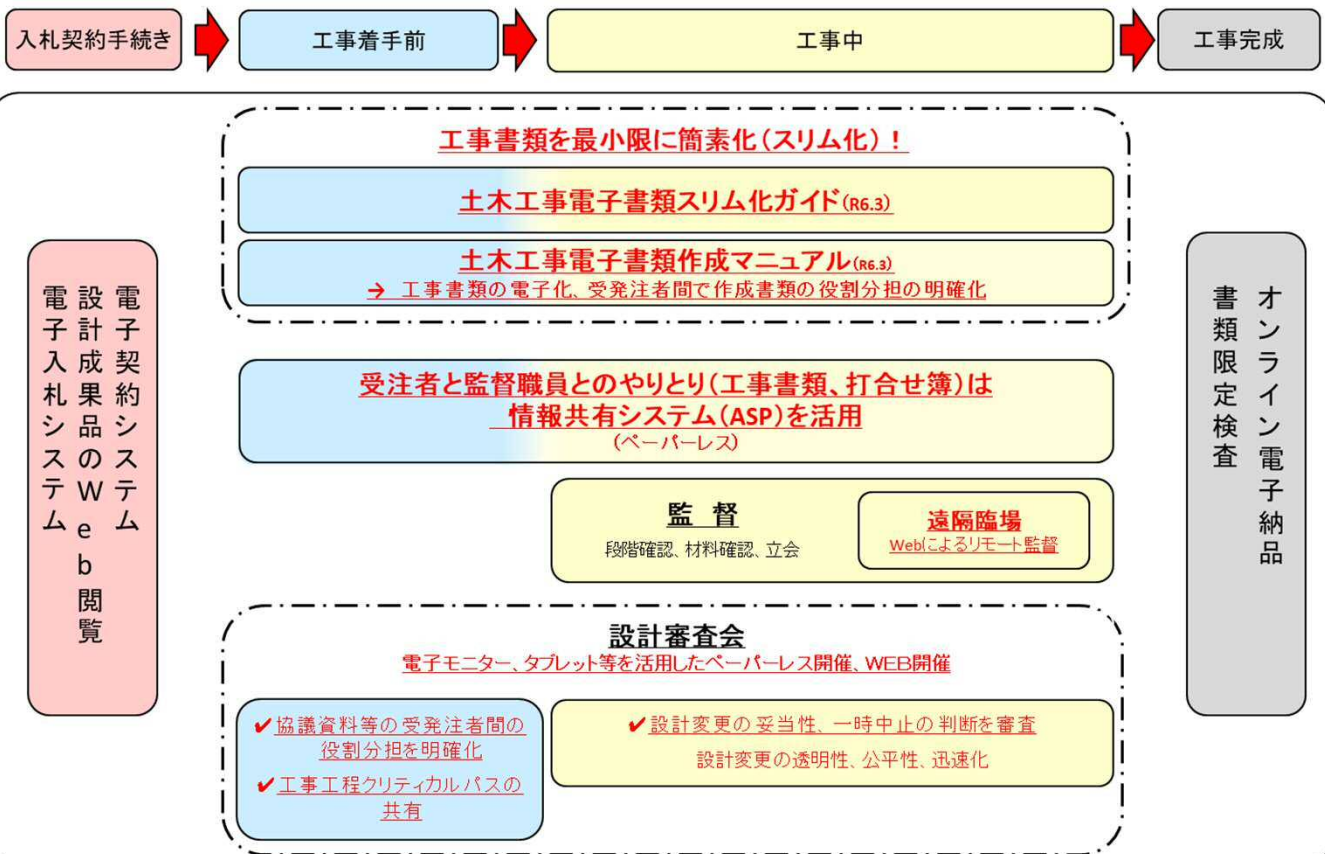 入札契約手続き
工事着手前
工事中
工事完成
工事書類を最小限に簡素化(スリム化)!
土木工事電子書類スリム化ガイド(R6.3)
土木工事電子書類作成マニュアル(R6.3)
→ 工事書類の電子化、受発注者間で作成書類の役割分担の明確化
電子契約システム
設計成果品のWeb閲覧
電子入札システム
受注者と監督職員とのやりとり(工事書類、打合せ簿)は
情報共有システム(ASP)を活用
(ペーパーレス)
監 督
段階確認、材料確認、立会
遠隔臨場
Webによるリモート監督
設計審査会
電子モニター、タブレット等を活用したペーパーレス開催、WEB開催
✔協議資料等の受発注者間の
役割分担を明確化
✔工事工程クリティカルパスの
共有
✔設計変更の妥当性、一時中止の判断を審査
設計変更の透明性、公平性、迅速化
オンライン電子納品
書類限定検査